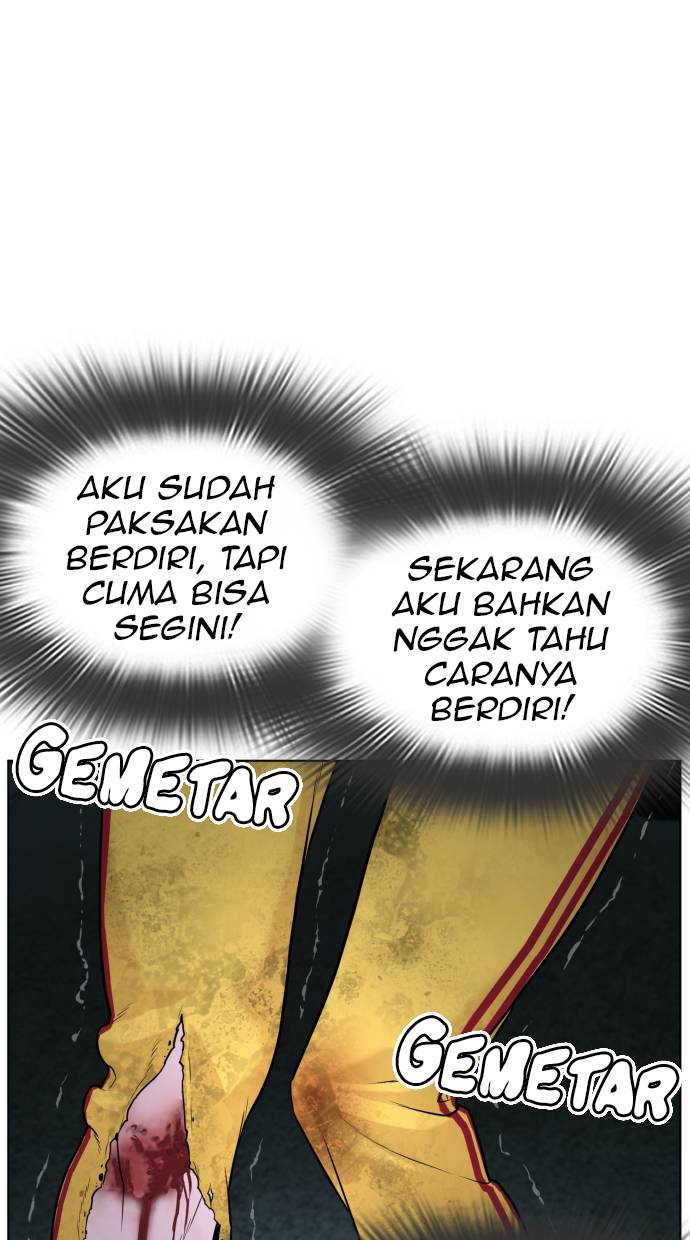 AKU SUDAH
PAKSAKAN
BERDIRI, TAPI
CUMA BISA
SEGINI!
SEKARANG
AKU BAHKAN
NGGAK TAHU
CARANYA
BERDIRI!
GEMETAR
GEMETAR